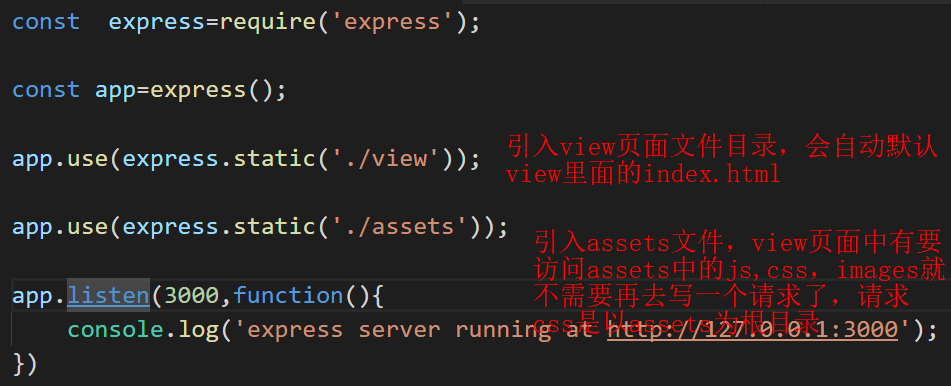 const  express=require('express');
const app=express();
app.use(express.static('./view'));
引入view页面文件目录，会自动默认
view里面的index.html
app.use(express.static('./assets'));
引入assets文件，view页面中有要
访问assets中的js,css，images就
不需要再去写一个请求了，请求
css是以assets为根目录
app.listen(3000,function(){
    console.log('express server running at http://127.0.0.1:3000');
})